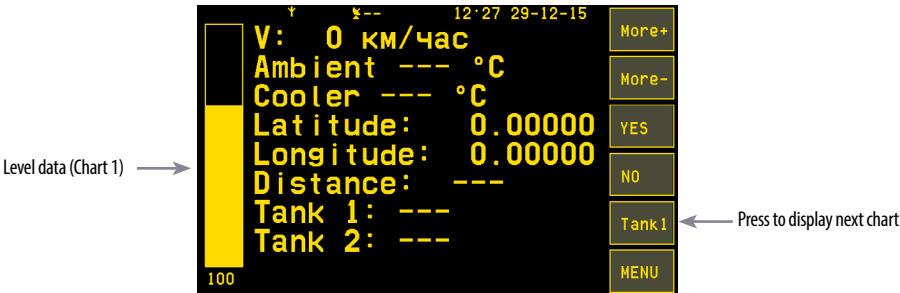 12:27 29-12-15
V: 0 км/час
Ambient --- °C
Cooler --- °C
Latitude: 0.00000
Longitude: 0.00000
Distance: ---
Tank 1: ---
Tank 2: ---
100
More+
More-
YES
NO
Tank1
MENU
Level data (Chart 1)
Press to display next chart